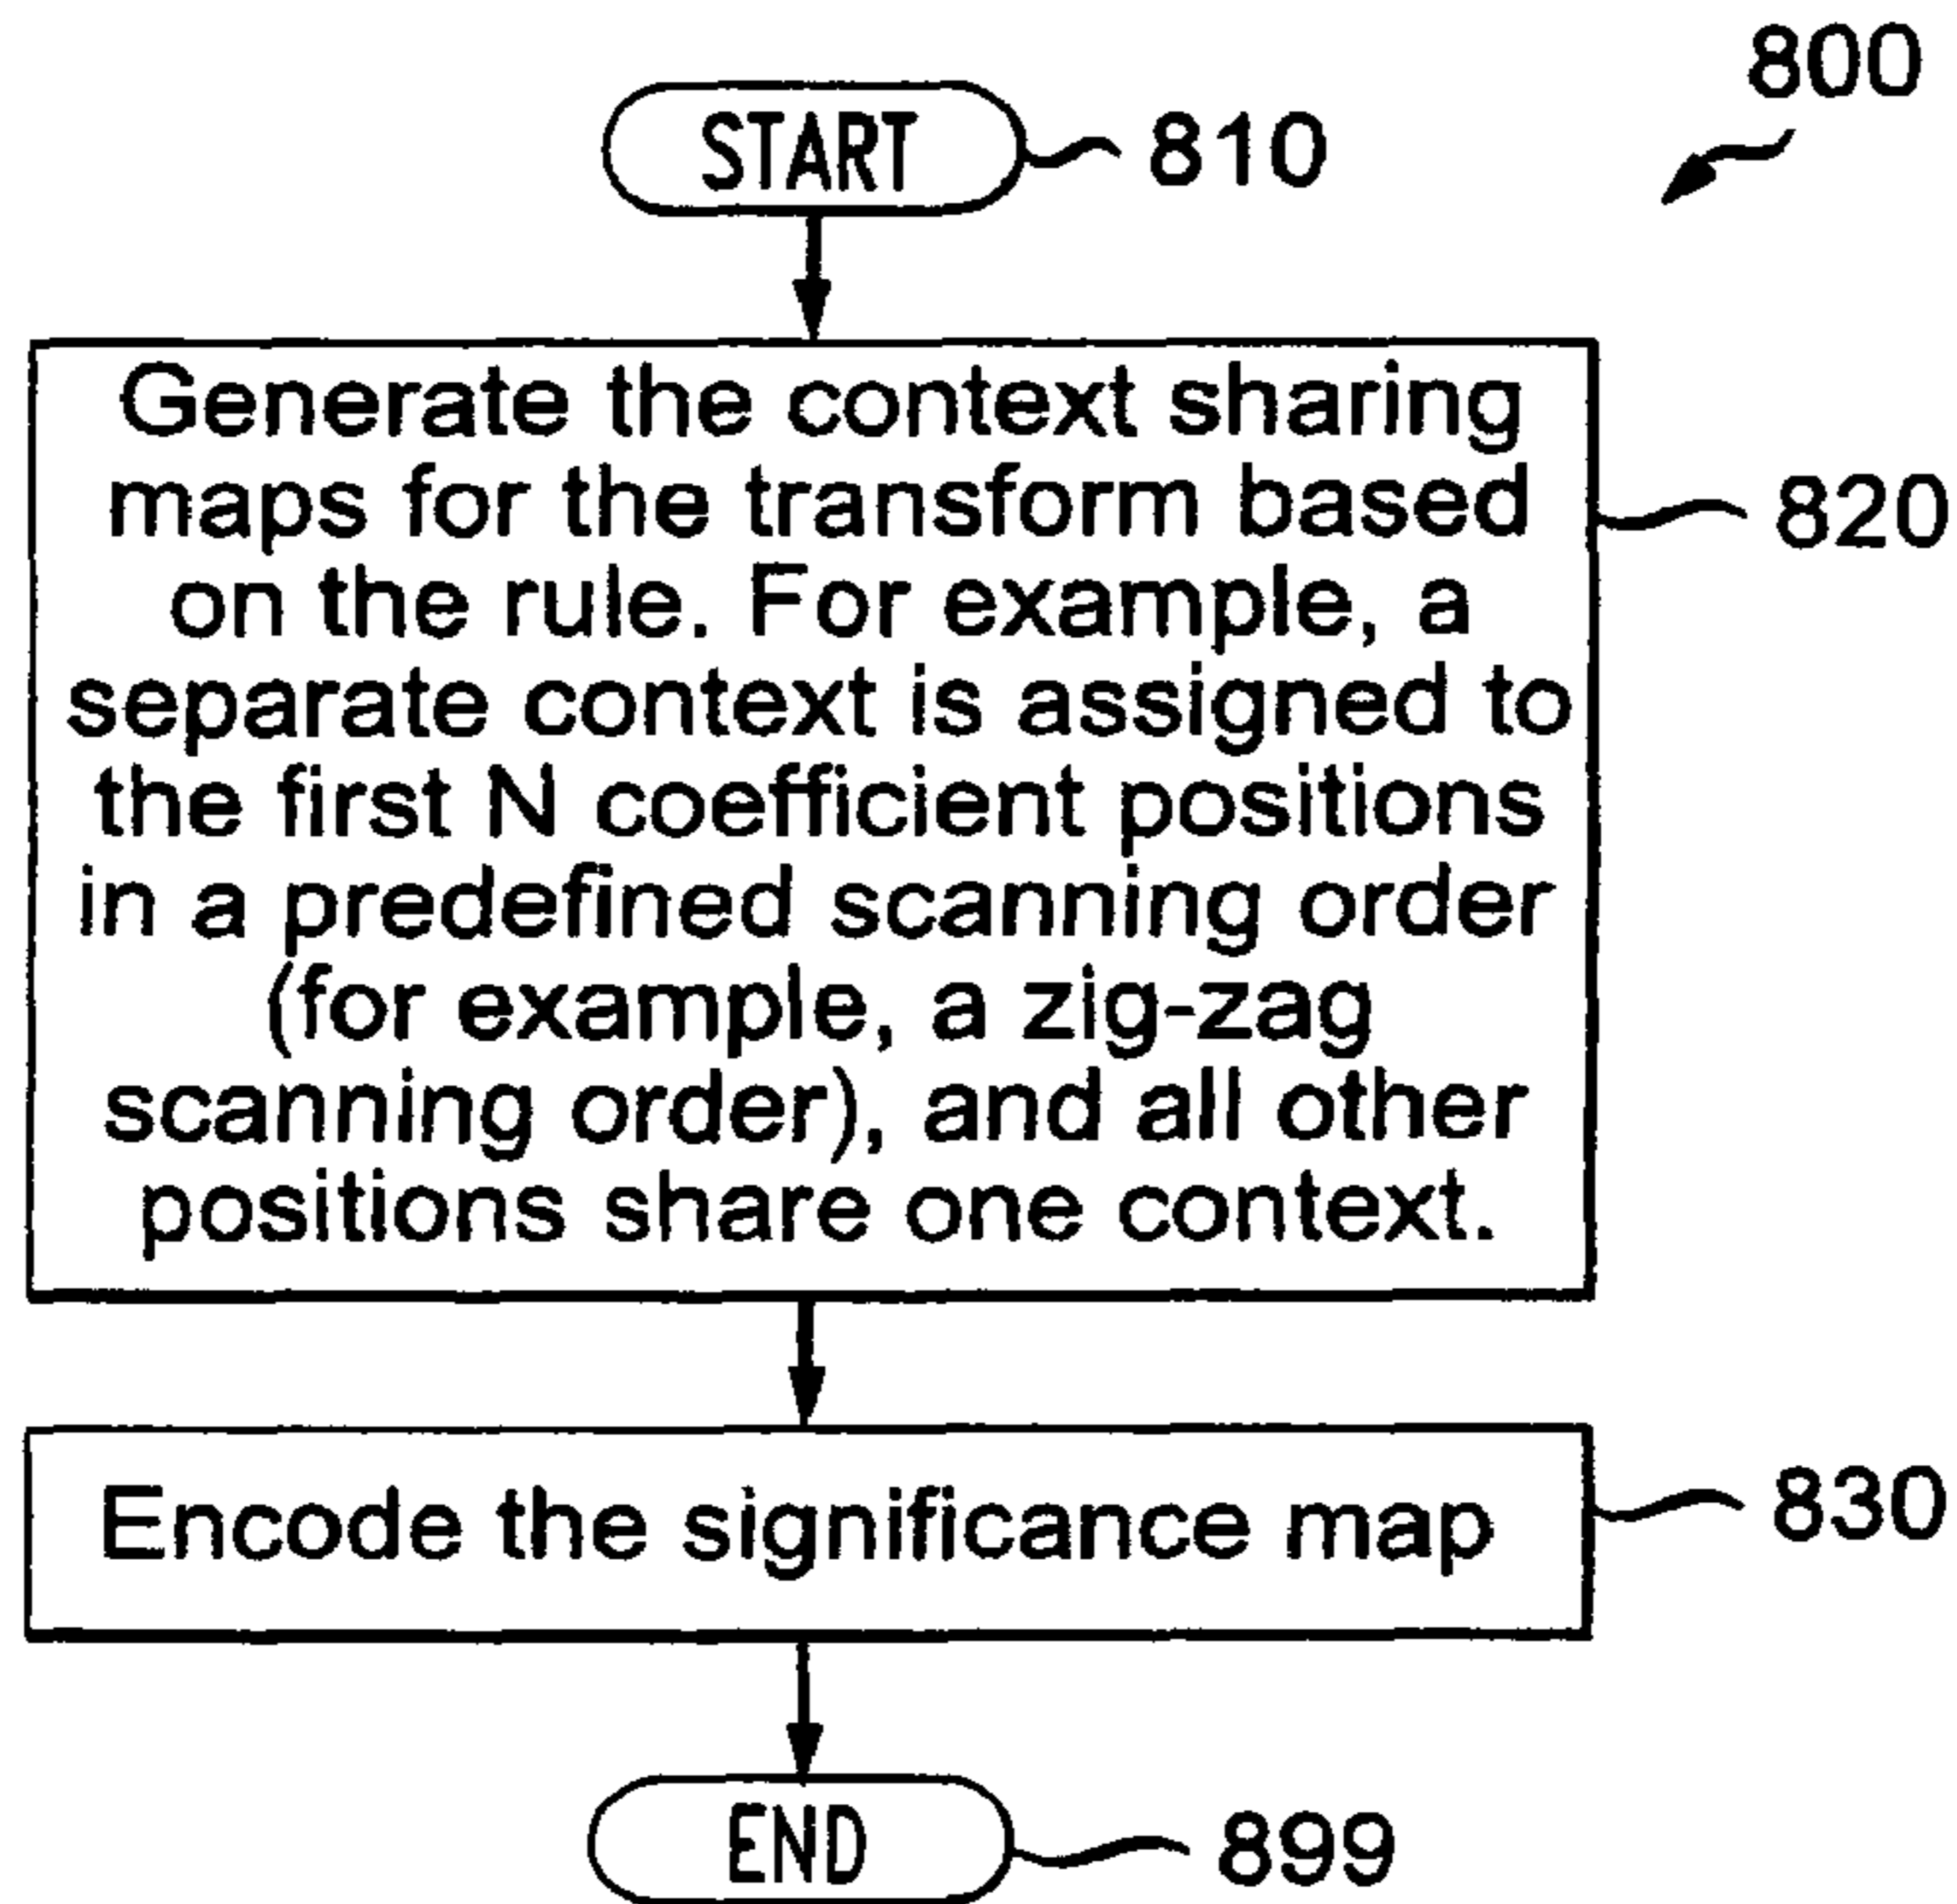 800
START
810
Generate the context sharing
maps for the transform based
on the rule. For example, a
separate context is assigned to
the first N coefficient positions
in a predefined scanning order
(for example, a zig-zag
scanning order), and all other
positions share one context.
820
Encode the significance map
830
END
899